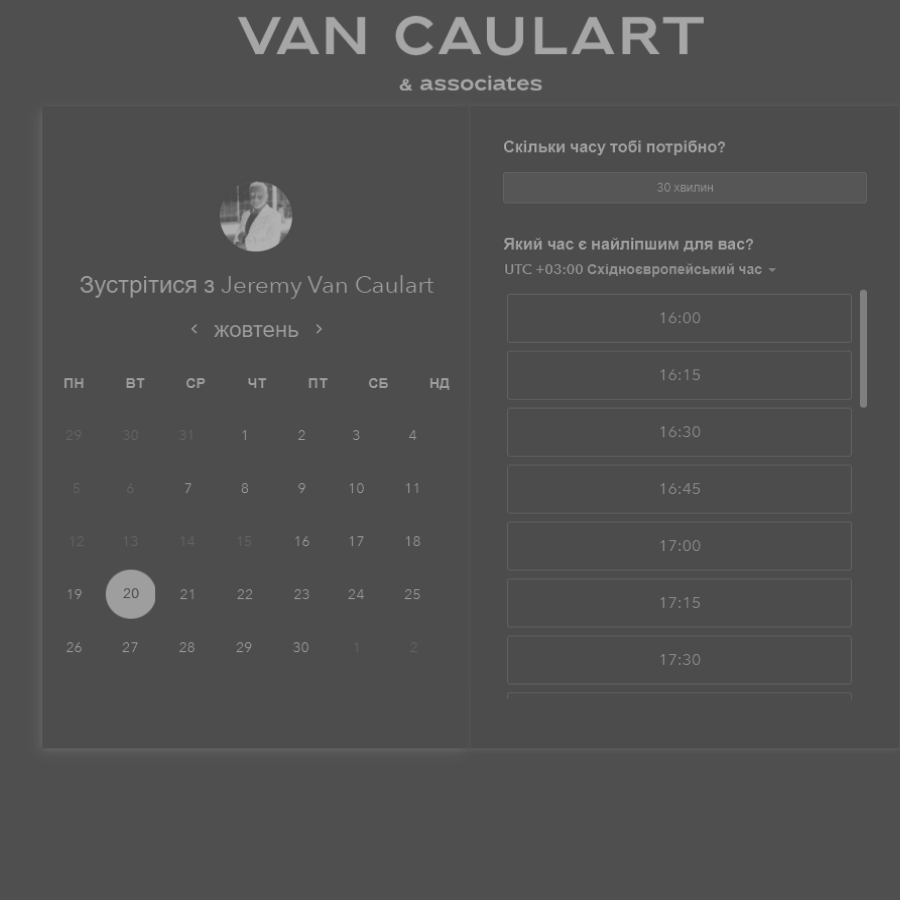 VAN CAULART
& associates
Зустрітися з Jeremy Van Caulart
жовтень
ПН ВТ СР ЧТ ПТ СБ НД
29 30 31 1 2 3 4
5 6 7 8 9 10 11
12 13 14 15 16 17 18
19 20 21 22 23 24 25
26 27 28 29 30 1 2
Скільки часу тобі потрібно?
30 хвилин
Який час є найліпшим для вас?
UTC +03:00 Східноєвропейський час
16:00
16:15
16:30
16:45
17:00
17:15
17:30